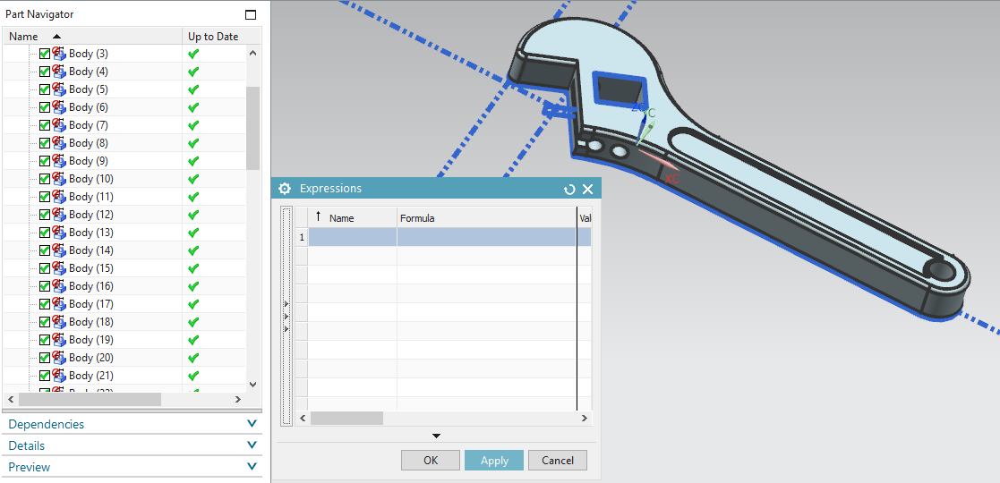 Part Navigator
Name Up to Date
Body (3)
Body (4)
Body (5)
Body (6)
Body (7)
Body (8)
Body (9)
Body (10)
Body (11)
Body (12)
Body (13)
Body (14)
Body (15)
Body (16)
Body (17)
Body (18)
Body (19)
Body (20)
Body (21)
Dependencies
Details
Preview
Expressions
Name Formula Val
1
OK Apply Cancel
XC